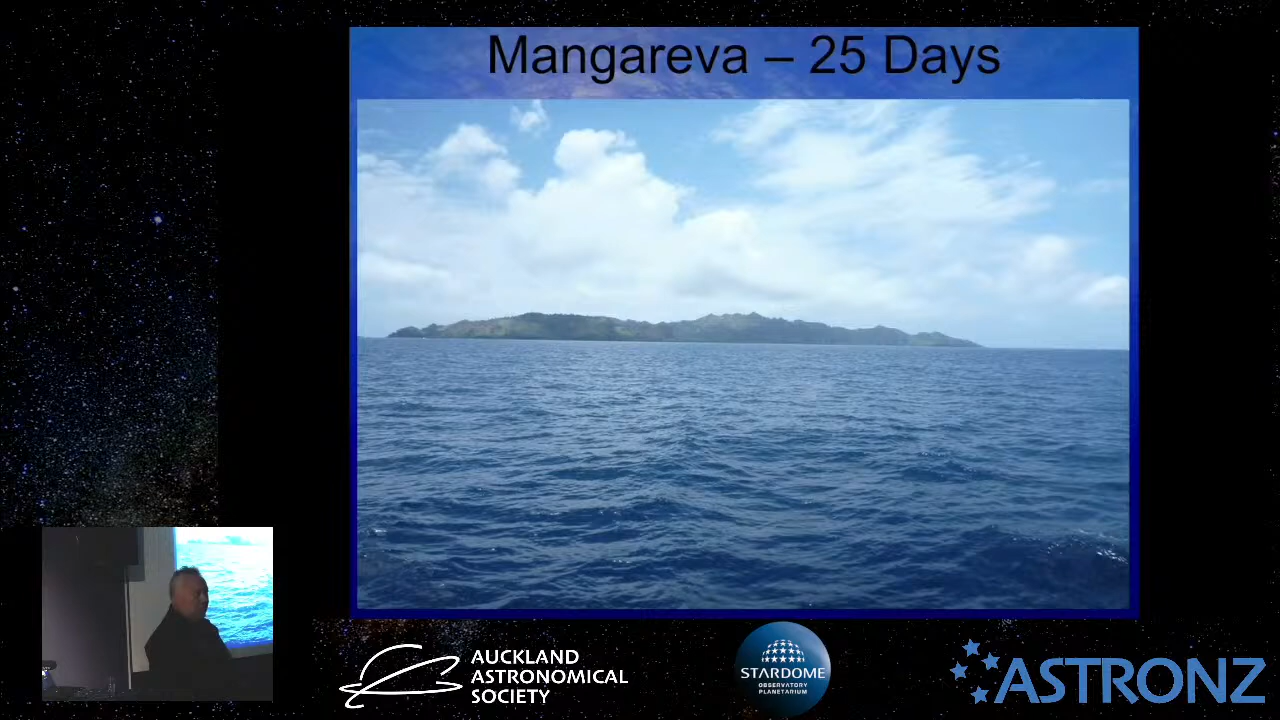 Mangareva – 25 Days
AUCKLAND
ASTRONOMICAL
SOCIETY
STARDOME
OBSERVATORY
PLANETARIUM
ASTRONZ